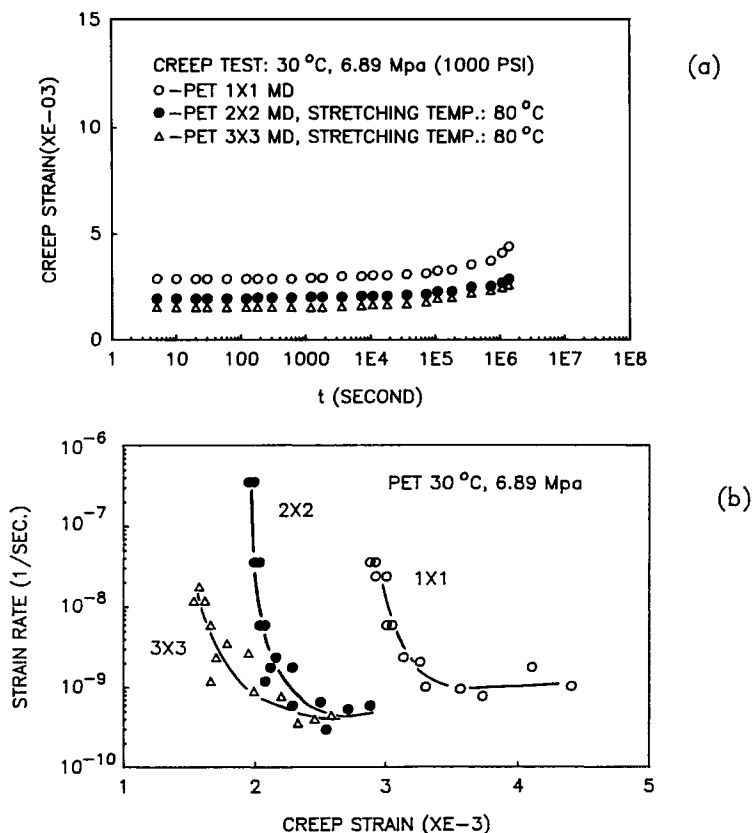 (a)
15
10
5
0
CREEP STRAIN(XE-03)
CREEP TEST: 30 °C, 6.89 Mpa (1000 PSI)
○-PET 1X1 MD
●-PET 2X2 MD, STRETCHING TEMP.: 80 °C
△-PET 3X3 MD, STRETCHING TEMP.: 80 °C
1 10 100 1000 1E4 1E5 1E6 1E7 1E8
t (SECOND)
(b)
10⁻⁶
10⁻⁷
10⁻⁸
10⁻⁹
10⁻¹⁰
STRAIN RATE (1/SEC.)
PET 30 °C, 6.89 Mpa
2X2
1X1
3X3
1 2 3 4 5
CREEP STRAIN (XE-3)